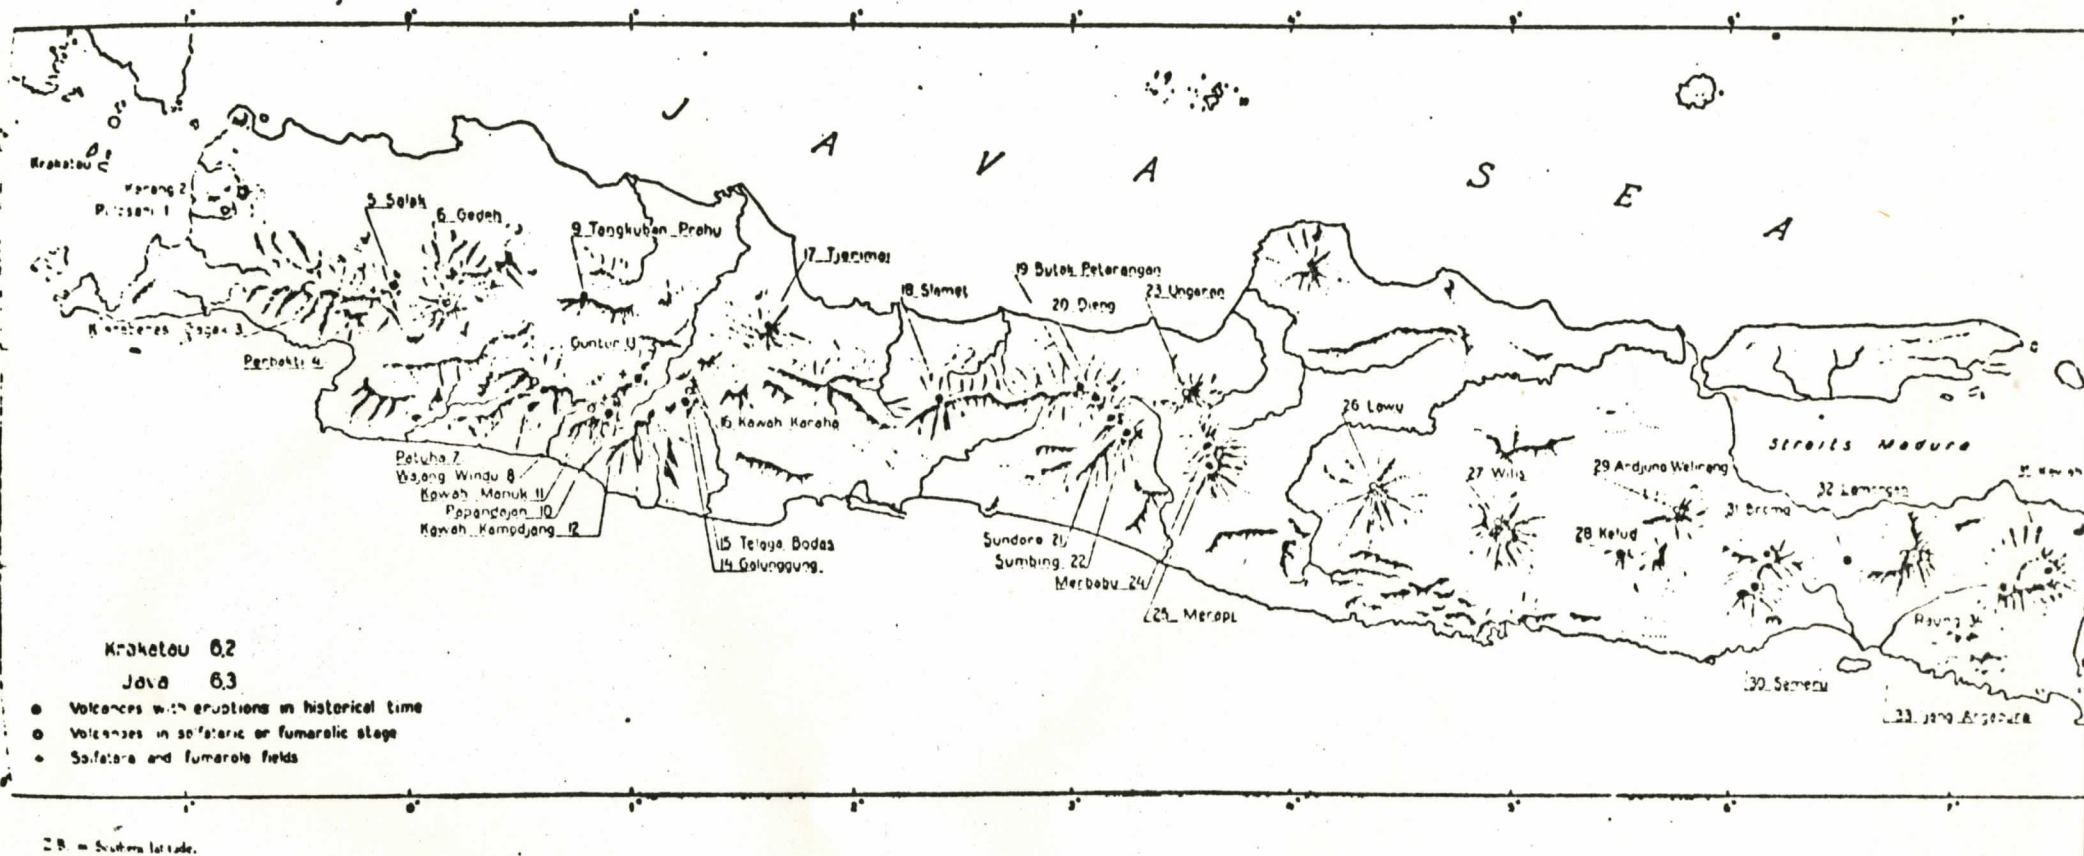 J A V A S E A
Krakatau
Karang 2
5 Salak
6 Gedeh
9 Tangkuban Prahu
17 Tjerimai
18 Slamet
19 Butak Petarangan
20 Dieng
23 Ungaran
3
Perbakti 4
Guntur
16 Kawah Karaha
Patuha 7
Wajang Windu 8
Kawah Manuk 11
Papandajan 10
Kawah Kamodjang 12
15 Telaga Bodas
14 Galunggung
Sundoro 21
Sumbing 22
Merbabu 24
25 Merapi
26 Lawu
27 Wilis
28 Kelud
29 Ardjuno Welirang
Straits Madura
32 Lamongan
31 Bromo
30 Semeru
Raung 34
33 Jang Argapura
Krakatau 6,2
Java 6,3
Volcanoes with eruptions in historical time
Volcanoes in solfataric or fumarolic stage
Solfatara and fumarole fields
Southern latitude.